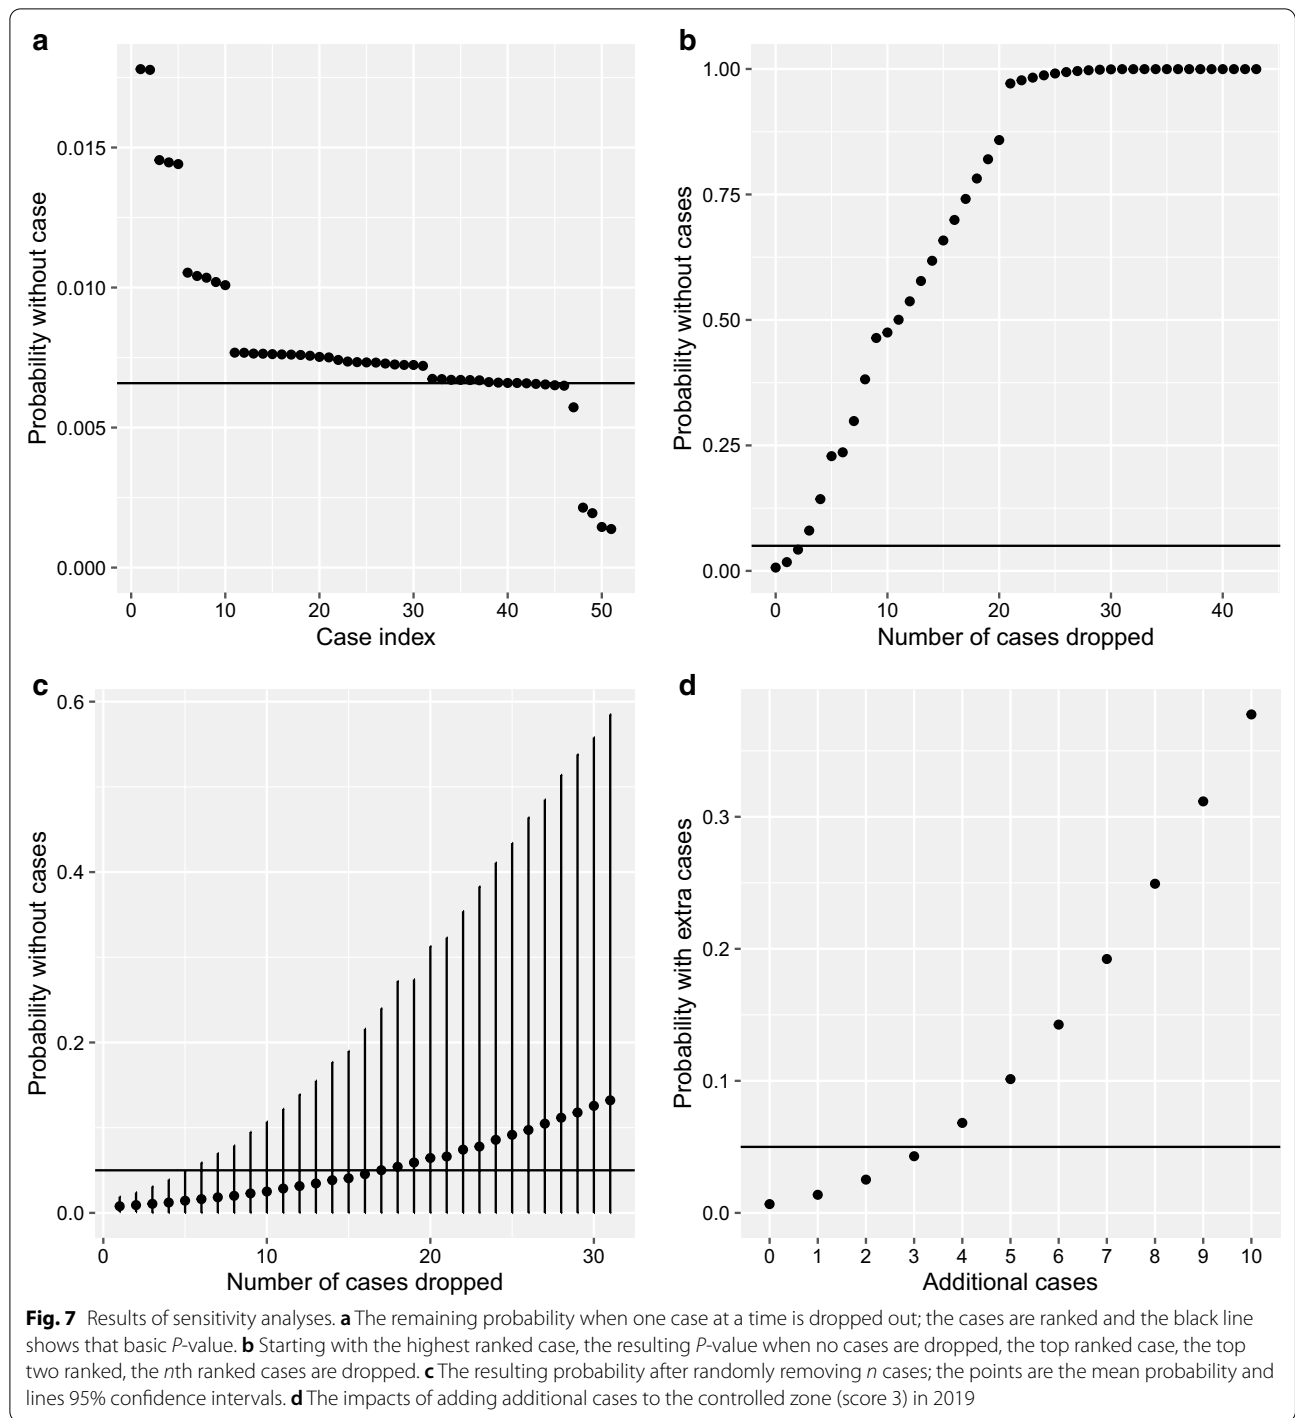 a
0.015
0.010
0.005
0.000
Probability without case
0 10 20 30 40 50
Case index
b
1.00
0.75
0.50
0.25
0.00
Probability without cases
0 10 20 30 40
Number of cases dropped
c
0.6
0.4
0.2
0.0
Probability without cases
0 10 20 30
Number of cases dropped
d
0.3
0.2
0.1
0.0
Probability with extra cases
0 1 2 3 4 5 6 7 8 9 10
Additional cases
Fig. 7 Results of sensitivity analyses. a The remaining probability when one case at a time is dropped out; the cases are ranked and the black line
shows that basic P-value. b Starting with the highest ranked case, the resulting P-value when no cases are dropped, the top ranked case, the top
two ranked, the nth ranked cases are dropped. c The resulting probability after randomly removing n cases; the points are the mean probability and
lines 95% confidence intervals. d The impacts of adding additional cases to the controlled zone (score 3) in 2019